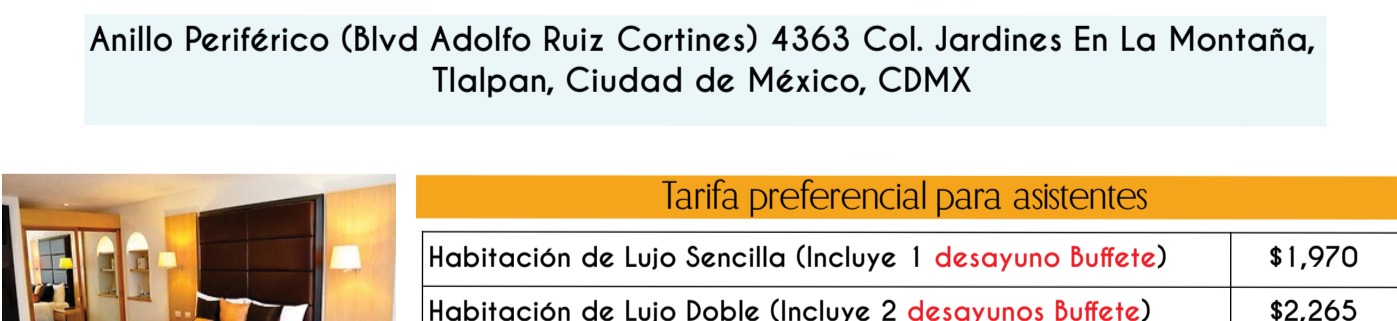 Anillo Periférico (Blvd Adolfo Ruiz Cortines) 4363 Col. Jardines En La Montaña,
Tlalpan, Ciudad de México, CDMX
Tarifa preferencial para asistentes
Habitación de Lujo Sencilla (Incluye 1 desayuno Buffete) $1,970
Habitación de Lujo Doble (Incluye 2 desayunos Buffete) $2,265